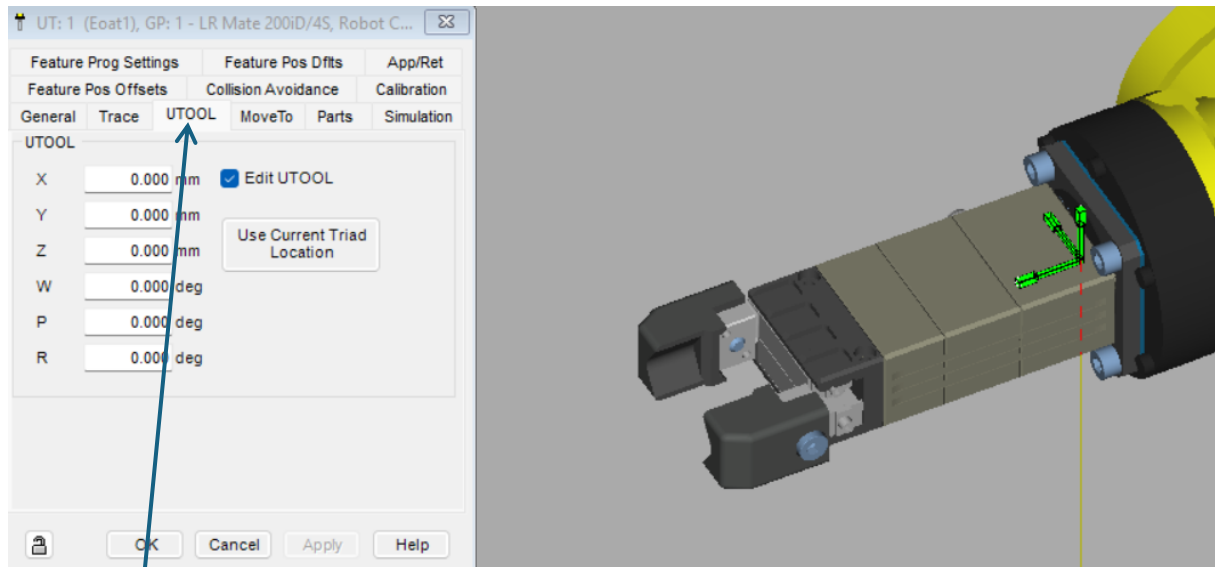 UT: 1 (Eoat1), GP: 1 - LR Mate 200iD/4S, Robot C...
Feature Prog Settings Feature Pos Dflts App/Ret
Feature Pos Offsets Collision Avoidance Calibration
General Trace UTOOL MoveTo Parts Simulation
UTOOL
X 0.000 mm Edit UTOOL
Y 0.000 mm
Use Current Triad
Location
Z 0.000 mm
W 0.000 deg
P 0.000 deg
R 0.000 deg
OK Cancel Apply Help